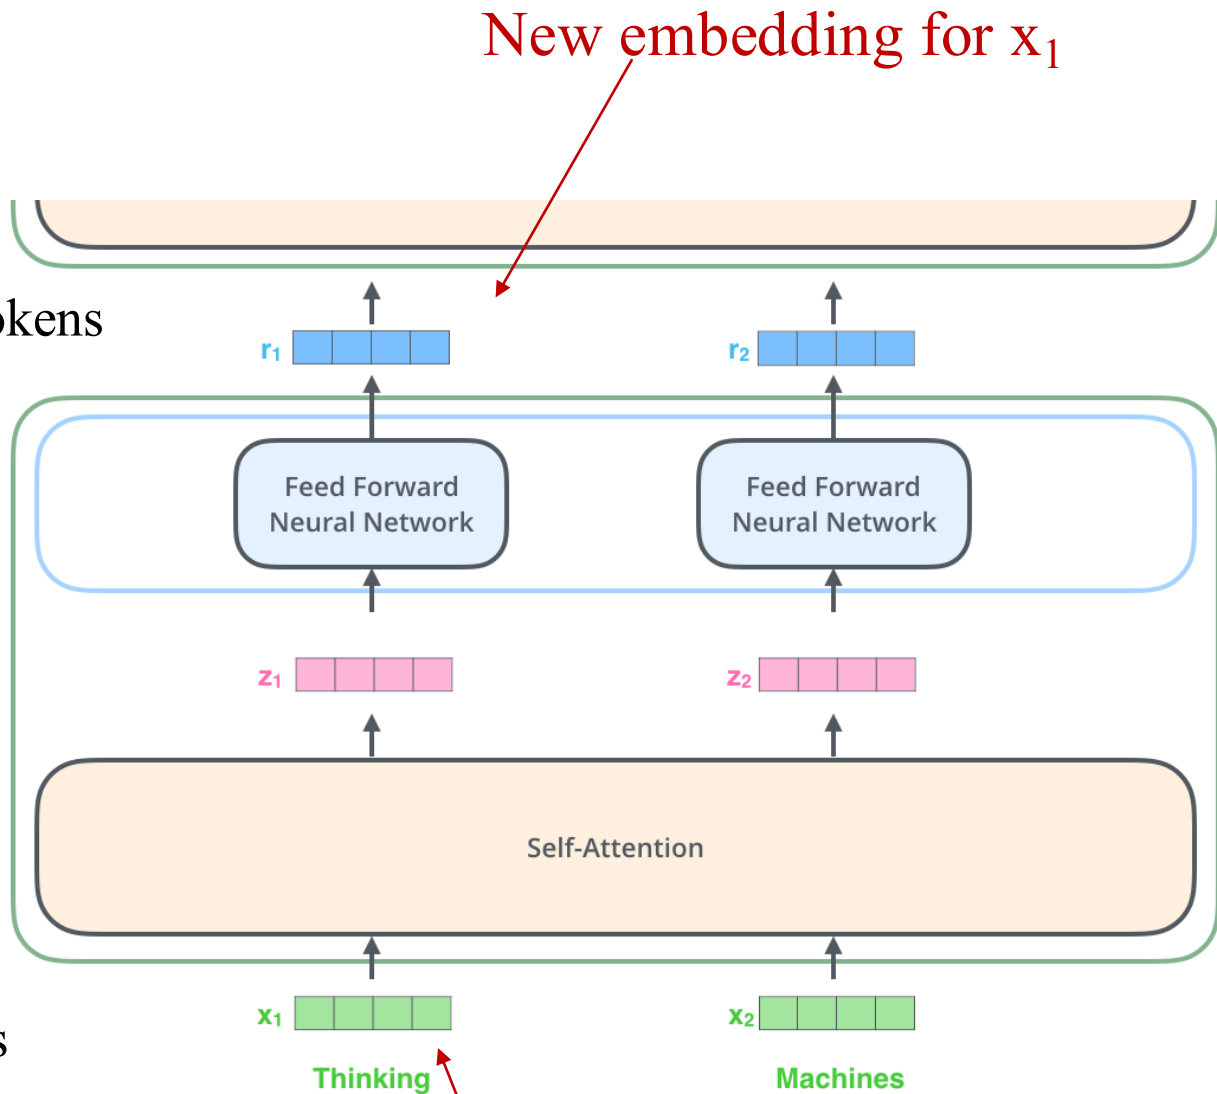 New embedding for x₁
okens
r₁
r₂
Feed Forward
Neural Network
Feed Forward
Neural Network
z₁
z₂
Self-Attention
x₁
x₂
s
Thinking
Machines